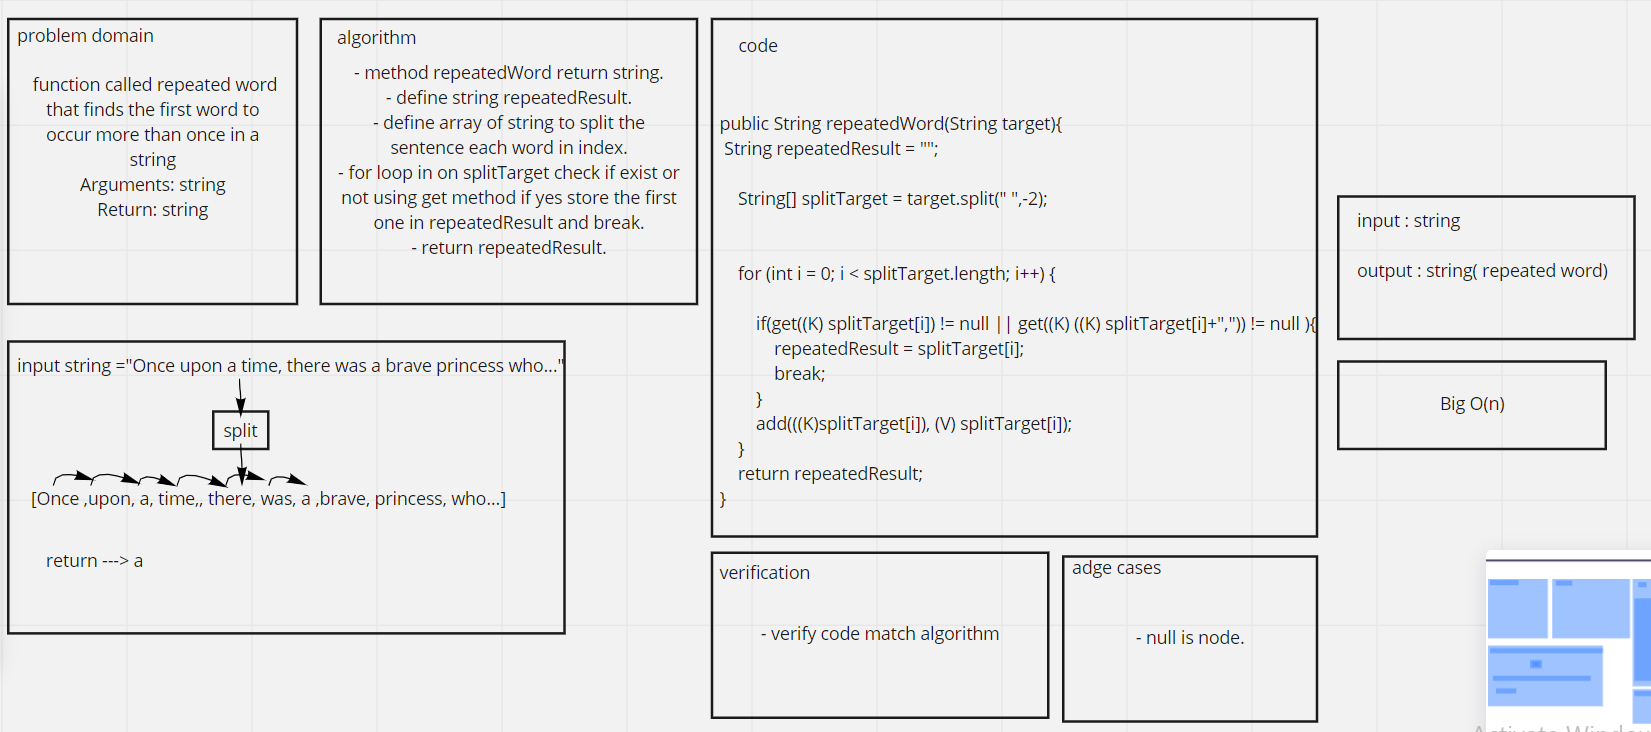 problem domain
function called repeated word
that finds the first word to
occur more than once in a
string
Arguments: string
Return: string
algorithm
- method repeatedWord return string.
- define string repeatedResult.
- define array of string to split the
sentence each word in index.
- for loop in on splitTarget check if exist or
not using get method if yes store the first
one in repeatedResult and break.
- return repeatedResult.
code
public String repeatedWord(String target){
String repeatedResult = "";
String[] splitTarget = target.split(" ",-2);
for (int i = 0; i < splitTarget.length; i++) {
if(get((K) splitTarget[i]) != null || get((K) ((K) splitTarget[i]+",")) != null ){
repeatedResult = splitTarget[i];
break;
}
add(((K)splitTarget[i]), (V) splitTarget[i]);
}
return repeatedResult;
}
input : string
output : string( repeated word)
Big O(n)
input string ="Once upon a time, there was a brave princess who..."
split
[Once ,upon, a, time,, there, was, a ,brave, princess, who...]
return ---> a
verification
- verify code match algorithm
adge cases
- null is node.
Activate Window